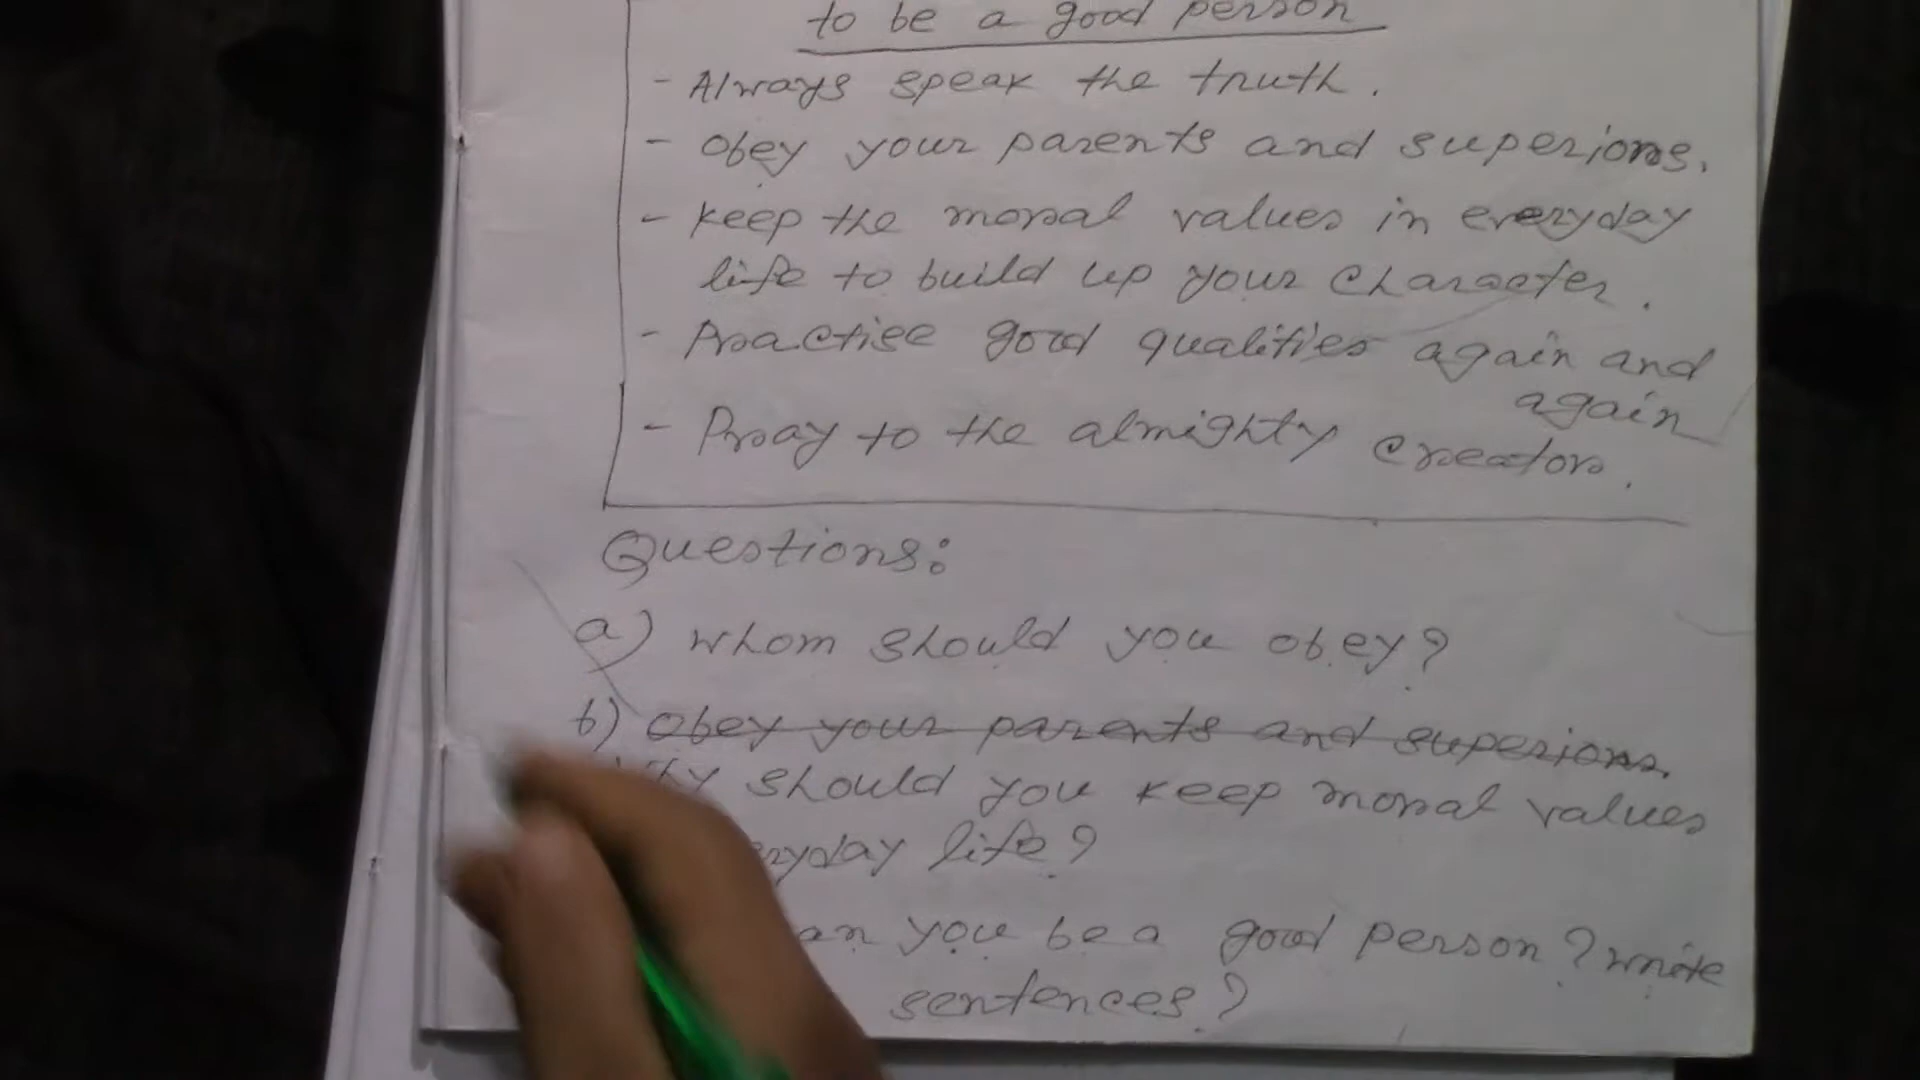 to be a good person
- Always speak the truth.
- Obey your parents and superiors.
- Keep the moral values in everyday
life to build up your character.
- Practise good qualities again and
again
- Pray to the almighty creator.
Questions:
a) Whom should you obey?
b) Obey your parents and superiors.
should you keep moral values
life?
you be a good person? write
sentences?